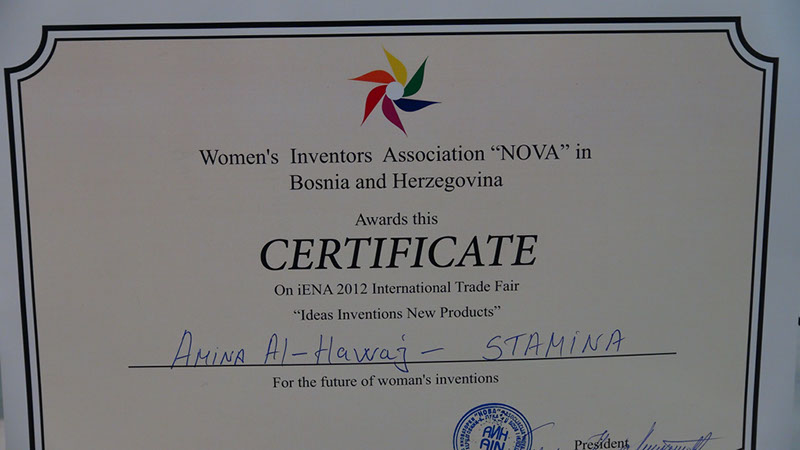 Women's Inventors Association “NOVA” in
Bosnia and Herzegovina
Awards this
CERTIFICATE
On iENA 2012 International Trade Fair
“Ideas Inventions New Products”
AMINA Al-Hawaj - STAMINA
For the future of woman's inventions
President